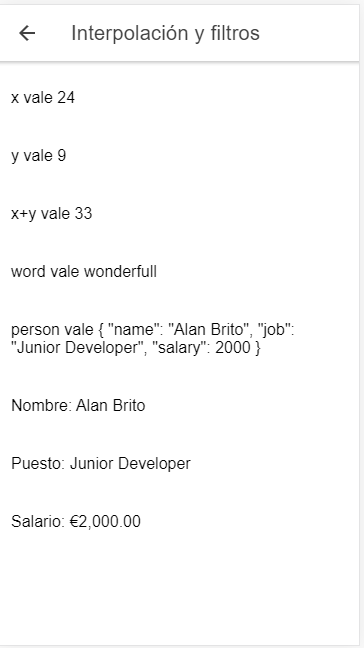 Interpolación y filtros
x vale 24
y vale 9
x+y vale 33
word vale wonderfull
person vale { "name": "Alan Brito", "job":
"Junior Developer", "salary": 2000 }
Nombre: Alan Brito
Puesto: Junior Developer
Salario: €2,000.00